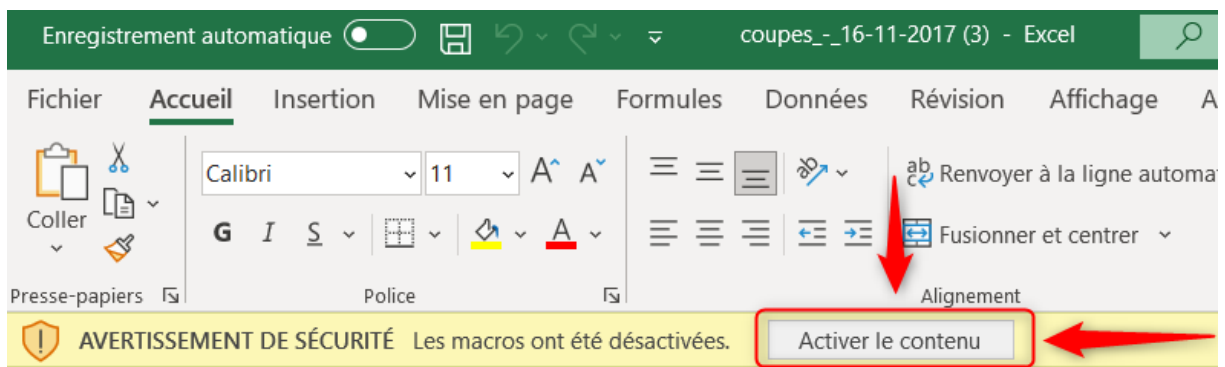 Enregistrement automatique coupes_-_16-11-2017 (3) - Excel
Fichier Accueil Insertion Mise en page Formules Données Révision Affichage A
Calibri 11 A A
ab Renvoyer à la ligne automa
Coller
G I S A
Fusionner et centrer
Presse-papiers Police Alignement
AVERTISSEMENT DE SÉCURITÉ Les macros ont été désactivées. Activer le contenu